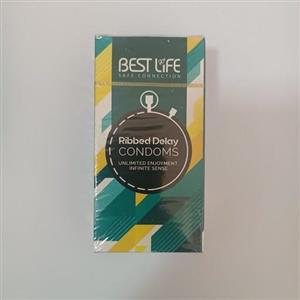 BEST LIFE
SAFE CONNECTION
Ribbed Delay
CONDOMS
UNLIMITED ENJOYMENT
INFINITE SENSE